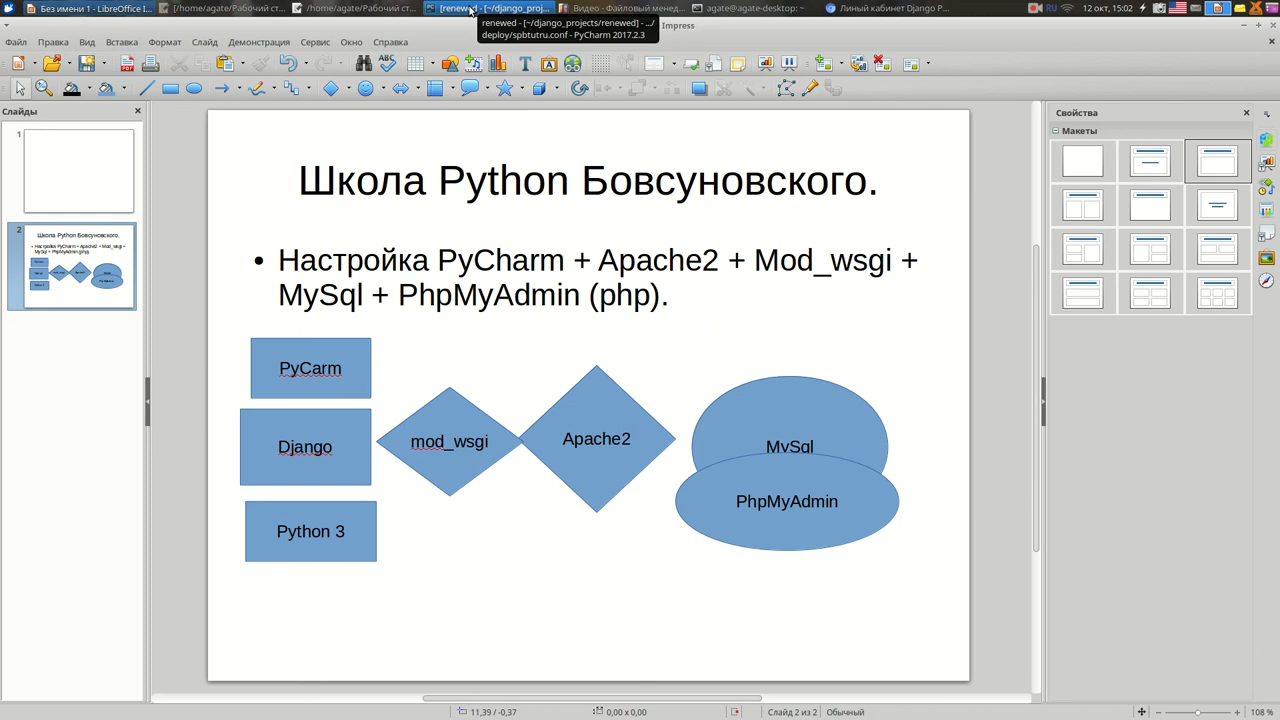 Без имени 1 - LibreOffice I...
[/home/agate/Рабочий ст...
/home/agate/Рабочий ст...
[renewed - [~/django_proj...
Видео - Файловый менед...
agate@agate-desktop: ~
Линый кабинет Django P...
RU
12 окт, 15:02
renewed - [~/django_projects/renewed] - .../
deploy/spbtutru.conf - PyCharm 2017.2.3
Impress
Файл Правка Вид Вставка Формат Слайд Демонстрация Сервис Окно Справка
Слайды
1
2
Школа Python Бовсуновского.
Настройка PyCharm + Apache2 + Mod_wsgi +
MySql + PhpMyAdmin (php).
PyCarm
Django
Python 3
mod_wsgi
Apache2
MySql
PhpMyAdmin
Свойства
Макеты
11,39 / -0,37
0,00 x 0,00
Слайд 2 из 2
Обычный
108 %